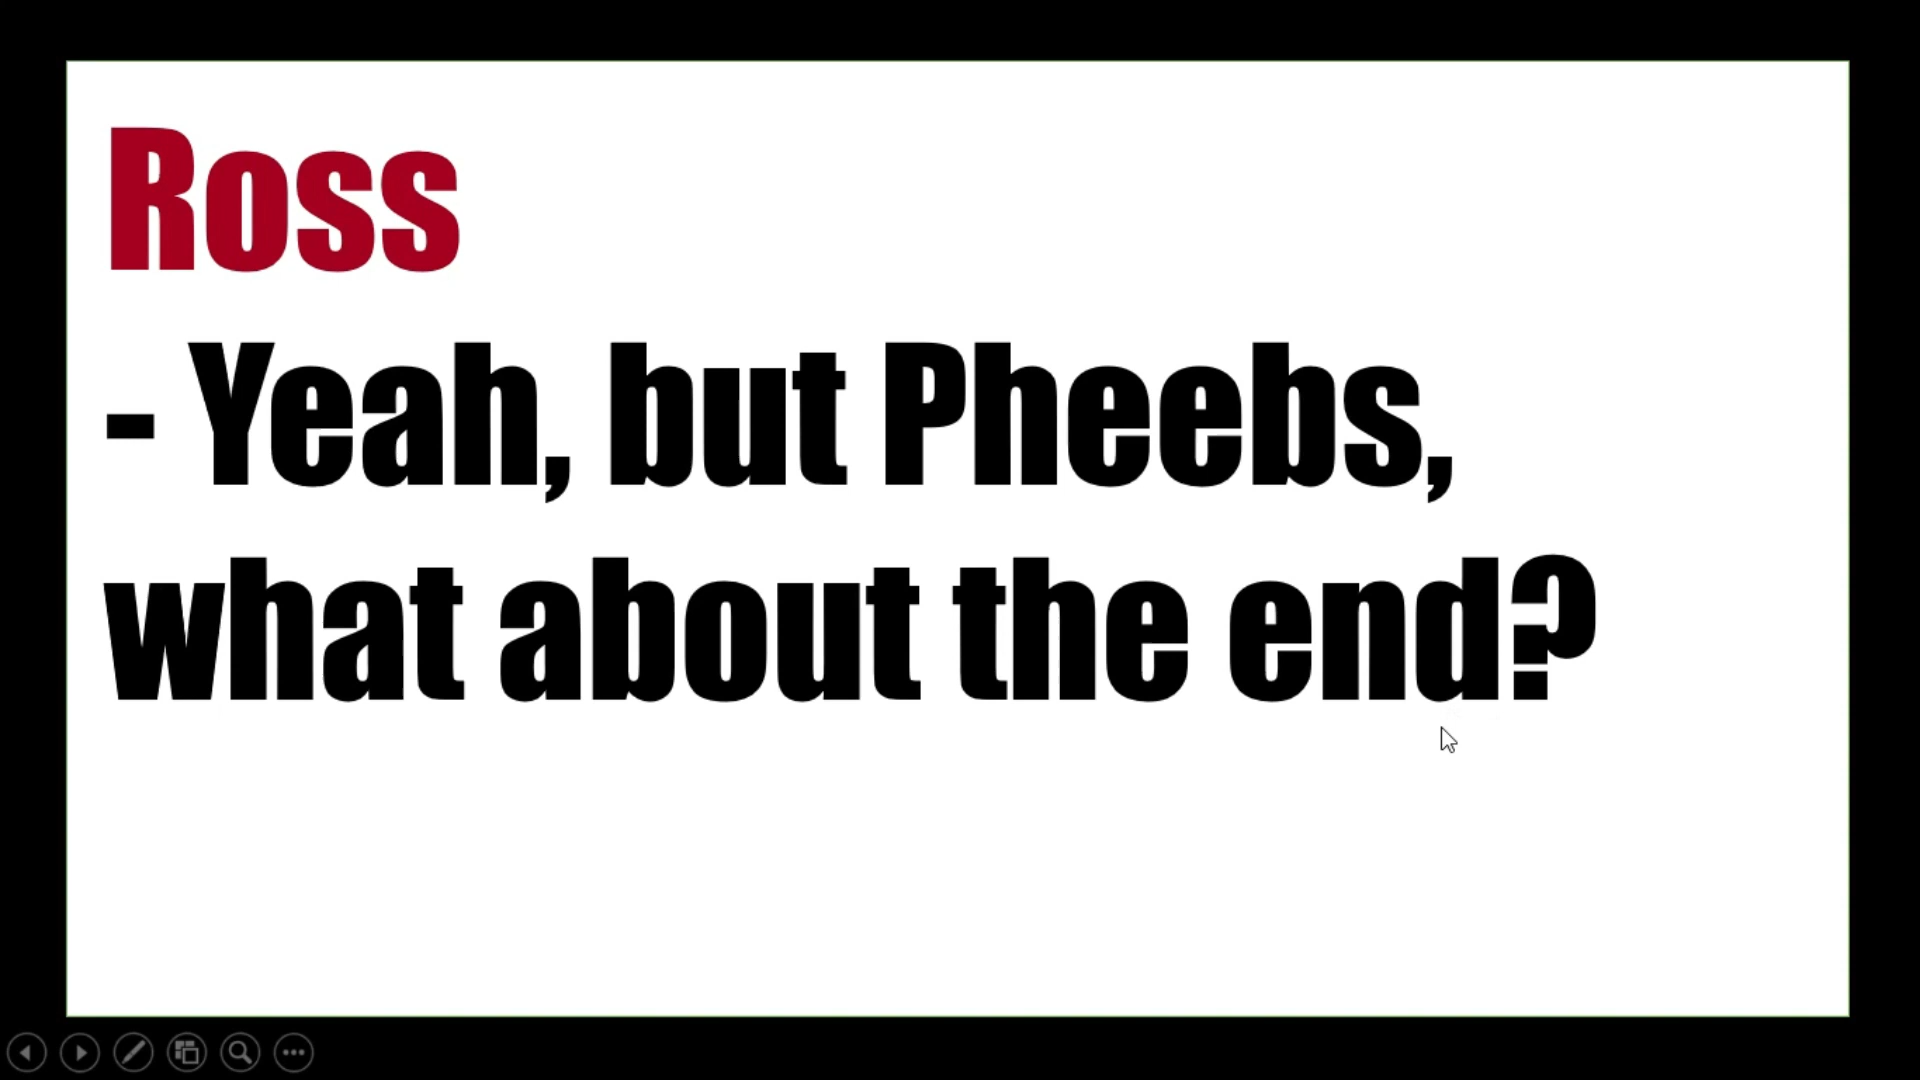 Ross
- Yeah, but Pheebs,
what about the end?